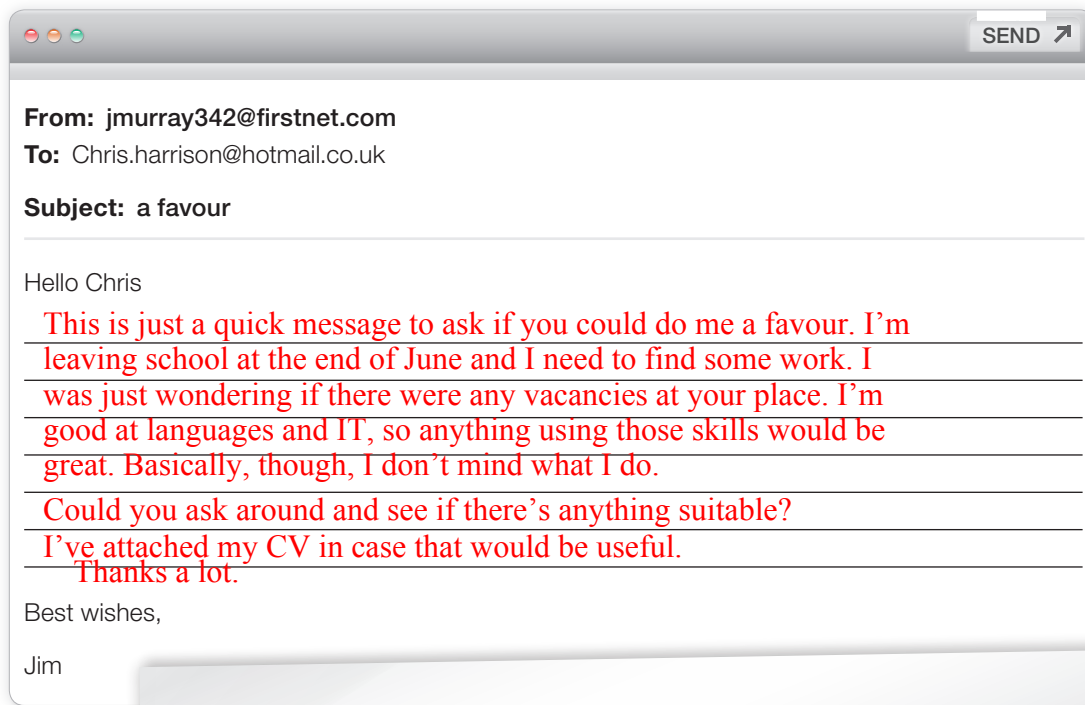 SEND
From: jmurray342@firstnet.com
To: Chris.harrison@hotmail.co.uk
Subject: a favour
Hello Chris
This is just a quick message to ask if you could do me a favour. I’m
leaving school at the end of June and I need to find some work. I
was just wondering if there were any vacancies at your place. I’m
good at languages and IT, so anything using those skills would be
great. Basically, though, I don’t mind what I do.
Could you ask around and see if there’s anything suitable?
I’ve attached my CV in case that would be useful.
Thanks a lot.
Best wishes,
Jim